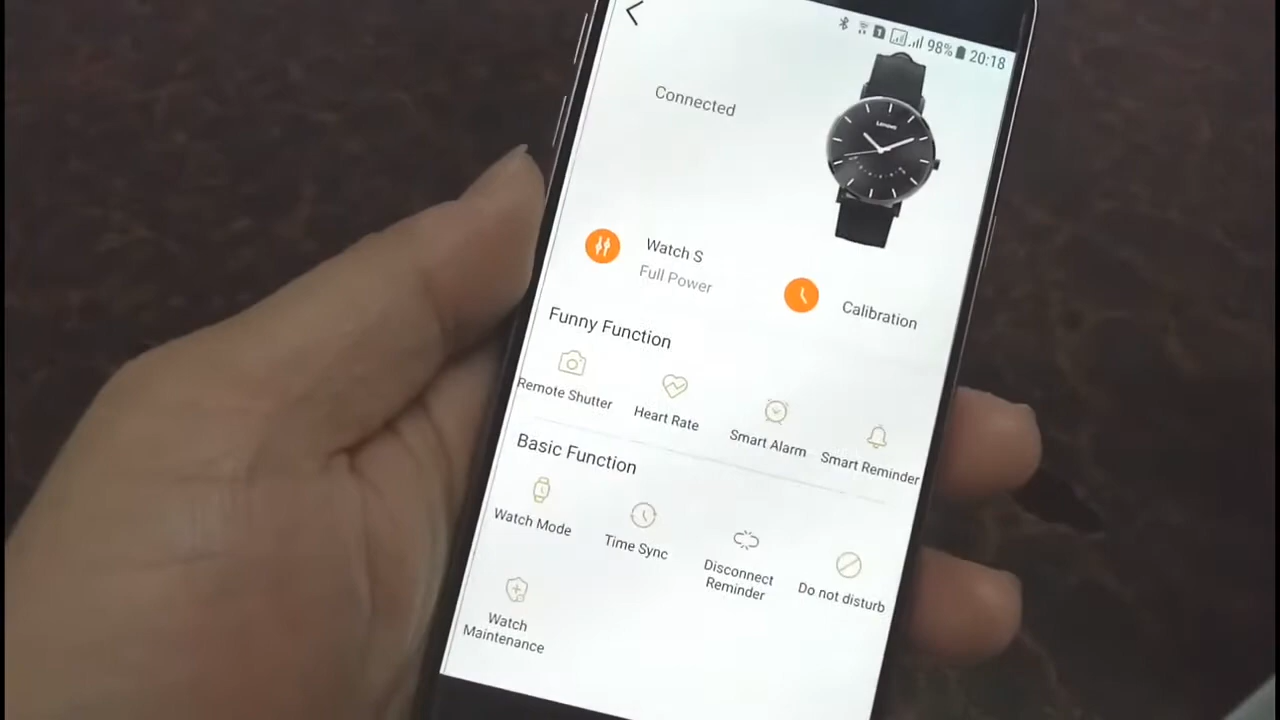 98% 20:18
Connected
Lenovo
Watch S
Full Power
Calibration
Funny Function
Remote Shutter
Heart Rate
Smart Alarm
Smart Reminder
Basic Function
Watch Mode
Time Sync
Disconnect
Reminder
Do not disturb
Watch
Maintenance